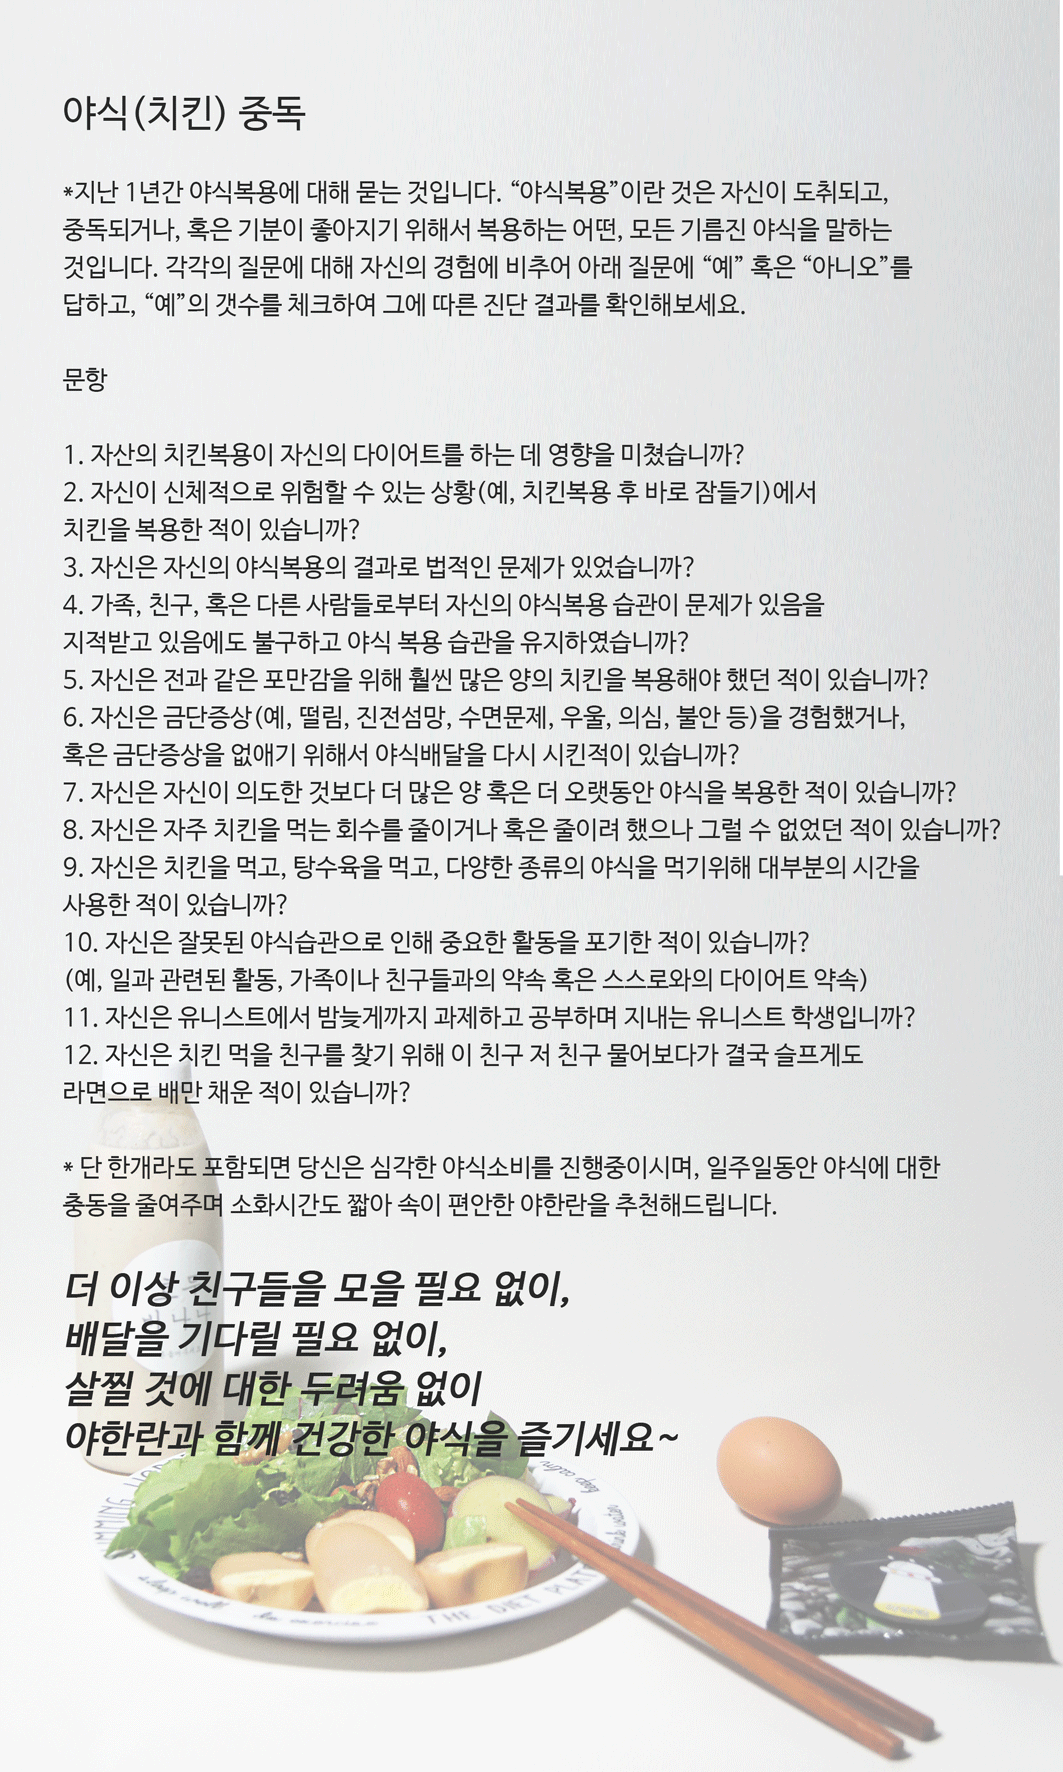 야식(치킨) 중독
*지난 1년간 야식복용에 대해 묻는 것입니다. “야식복용”이란 것은 자신이 도취되고,
중독되거나, 혹은 기분이 좋아지기 위해서 복용하는 어떤, 모든 기름진 야식을 말하는
것입니다. 각각의 질문에 대해 자신의 경험에 비추어 아래 질문에 “예” 혹은 “아니오”를
답하고, “예”의 갯수를 체크하여 그에 따른 진단 결과를 확인해보세요.
문항
1. 자산의 치킨복용이 자신의 다이어트를 하는 데 영향을 미쳤습니까?
2. 자신이 신체적으로 위험할 수 있는 상황(예, 치킨복용 후 바로 잠들기)에서
치킨을 복용한 적이 있습니까?
3. 자신은 자신의 야식복용의 결과로 법적인 문제가 있었습니까?
4. 가족, 친구, 혹은 다른 사람들로부터 자신의 야식복용 습관이 문제가 있음을
지적받고 있음에도 불구하고 야식 복용 습관을 유지하였습니까?
5. 자신은 전과 같은 포만감을 위해 훨씬 많은 양의 치킨을 복용해야 했던 적이 있습니까?
6. 자신은 금단증상(예, 떨림, 진전섬망, 수면문제, 우울, 의심, 불안 등)을 경험했거나,
혹은 금단증상을 없애기 위해서 야식배달을 다시 시킨적이 있습니까?
7. 자신은 자신이 의도한 것보다 더 많은 양 혹은 더 오랫동안 야식을 복용한 적이 있습니까?
8. 자신은 자주 치킨을 먹는 회수를 줄이거나 혹은 줄이려 했으나 그럴 수 없었던 적이 있습니까?
9. 자신은 치킨을 먹고, 탕수육을 먹고, 다양한 종류의 야식을 먹기위해 대부분의 시간을
사용한 적이 있습니까?
10. 자신은 잘못된 야식습관으로 인해 중요한 활동을 포기한 적이 있습니까?
(예, 일과 관련된 활동, 가족이나 친구들과의 약속 혹은 스스로와의 다이어트 약속)
11. 자신은 유니스트에서 밤늦게까지 과제하고 공부하며 지내는 유니스트 학생입니까?
12. 자신은 치킨 먹을 친구를 찾기 위해 이 친구 저 친구 물어보다가 결국 슬프게도
라면으로 배만 채운 적이 있습니까?
* 단 한개라도 포함되면 당신은 심각한 야식소비를 진행중이시며, 일주일동안 야식에 대한
충동을 줄여주며 소화시간도 짧아 속이 편안한 야한란을 추천해드립니다.
더 이상 친구들을 모을 필요 없이,
배달을 기다릴 필요 없이,
살찔 것에 대한 두려움 없이
야한란과 함께 건강한 야식을 즐기세요~
keep calm
sleep well
THE DIET PLATE